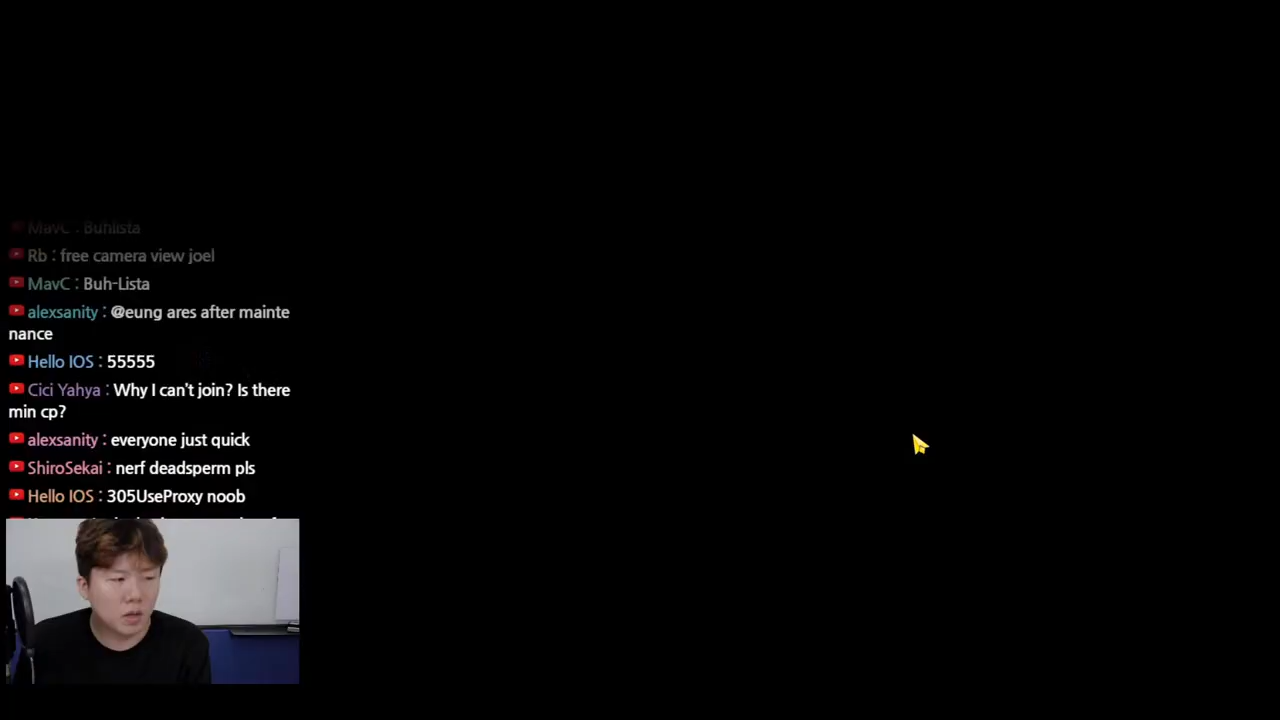 MavC : Buhlista
Rb : free camera view joel
MavC : Buh-Lista
alexsanity : @eung ares after mainte
nance
Hello IOS : 55555
Cici Yahya : Why I can't join? Is there
min cp?
alexsanity : everyone just quick
ShiroSekai : nerf deadsperm pls
Hello IOS : 305UseProxy noob